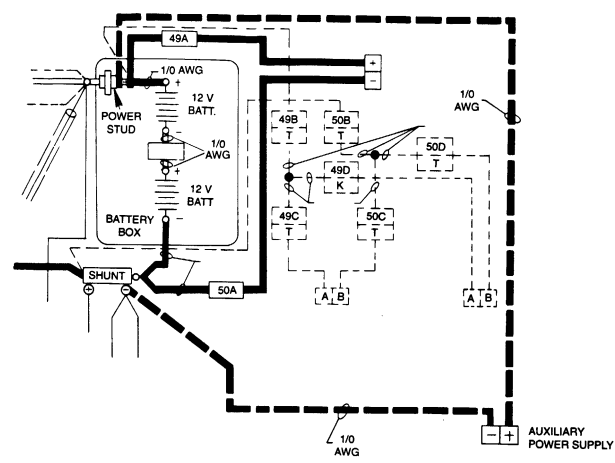 49A
+
−
1/0 AWG
+
12 V
BATT.
POWER
STUD
−
1/0
AWG
+
12 V
BATT
−
BATTERY
BOX
49B
T
50B
T
50D
T
49D
K
49C
T
50C
T
1/0
AWG
SHUNT
+
−
50A
A B
A B
1/0
AWG
− +
AUXILIARY
POWER SUPPLY